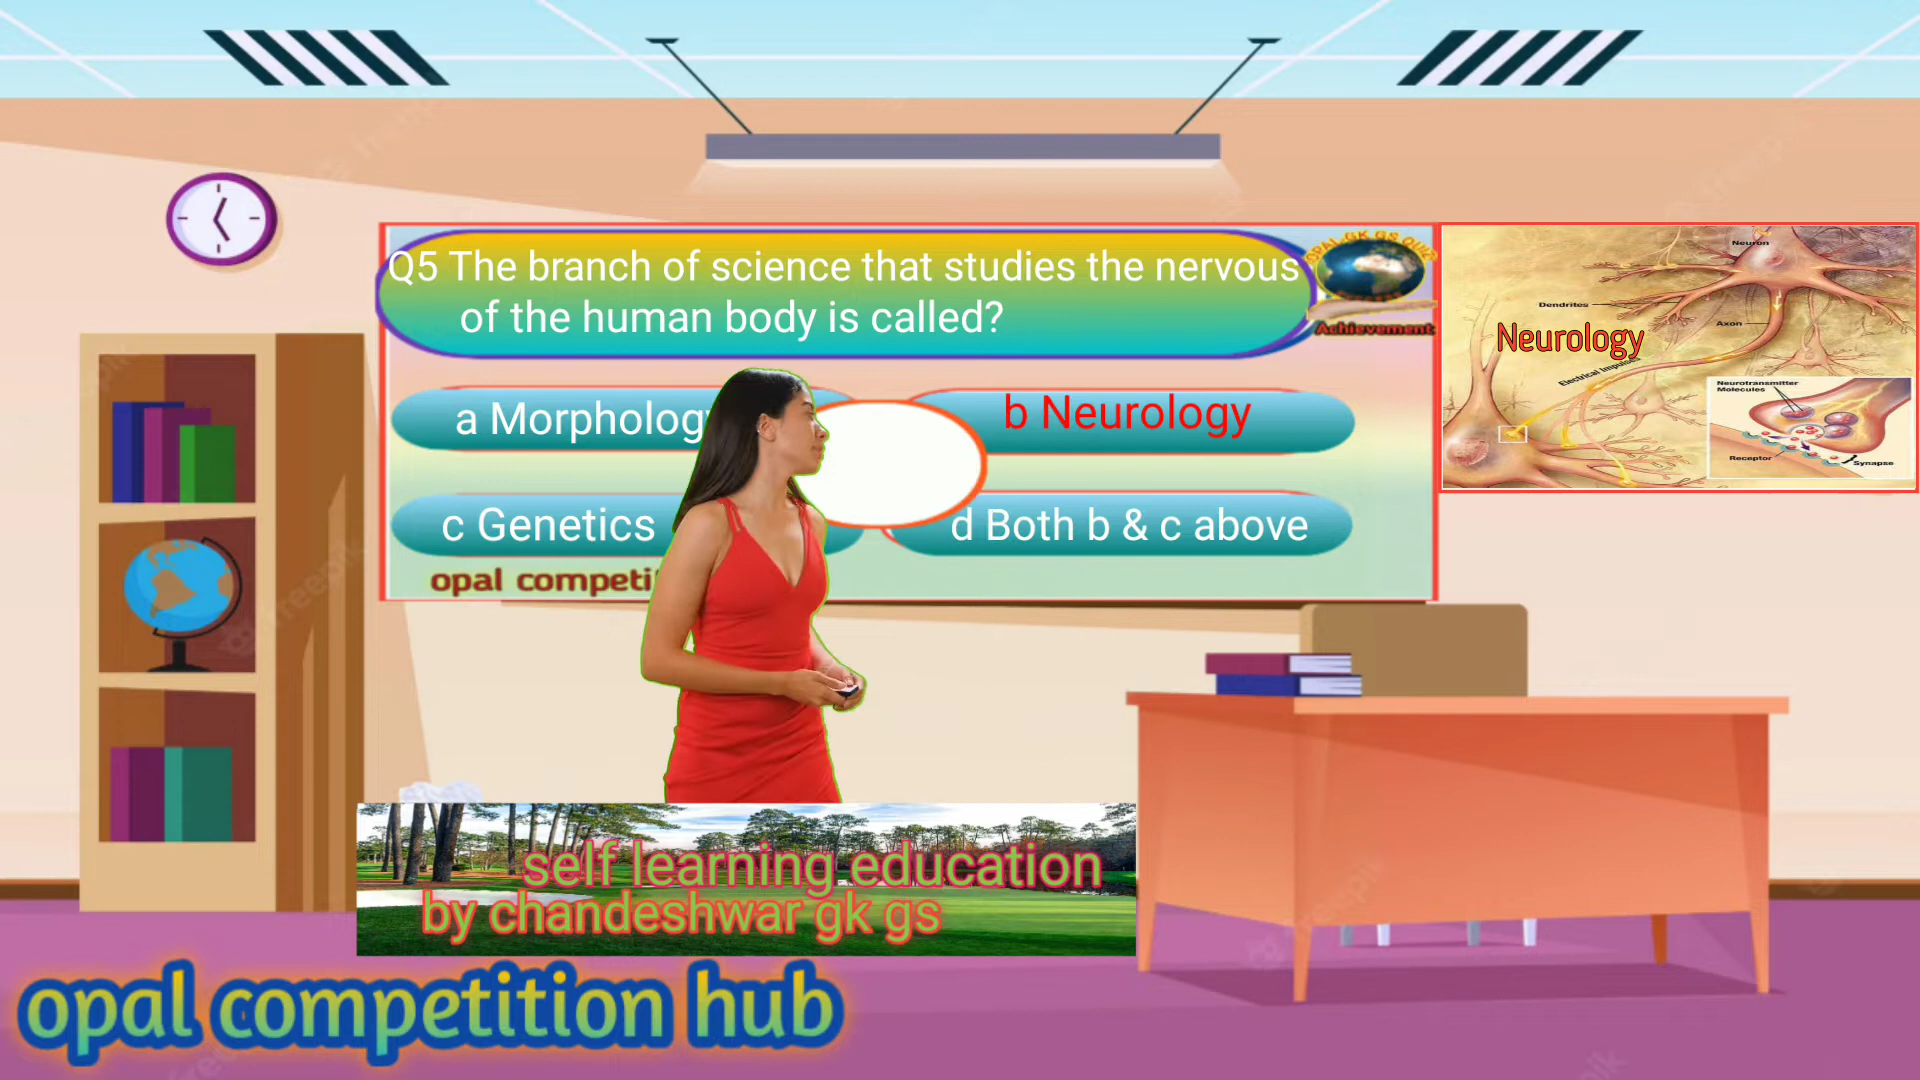 Q5 The branch of science that studies the nervous
of the human body is called?
OPAL GK GS QUIZ
Achievement
a Morpholog
b Neurology
c Genetics
d Both b & c above
opal competi
Neuron
Dendrites
Axon
Neurology
Electrical Impulse
Neurotransmitter
Molecules
Receptor
Synapse
self learning education
by chandeshwar gk gs
opal competition hub